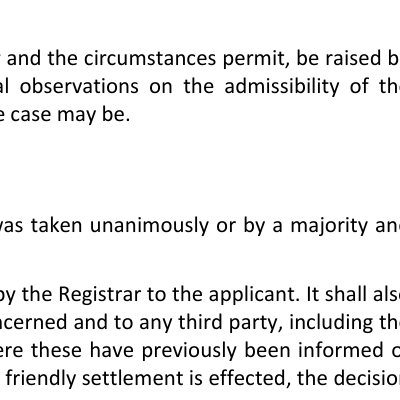 and the circumstances permit, be raised b
observations on the admissibility of th
case may be.
was taken unanimously or by a majority an
by the Registrar to the applicant. It shall als
ncerned and to any third party, including th
ere these have previously been informed o
friendly settlement is effected, the decisio